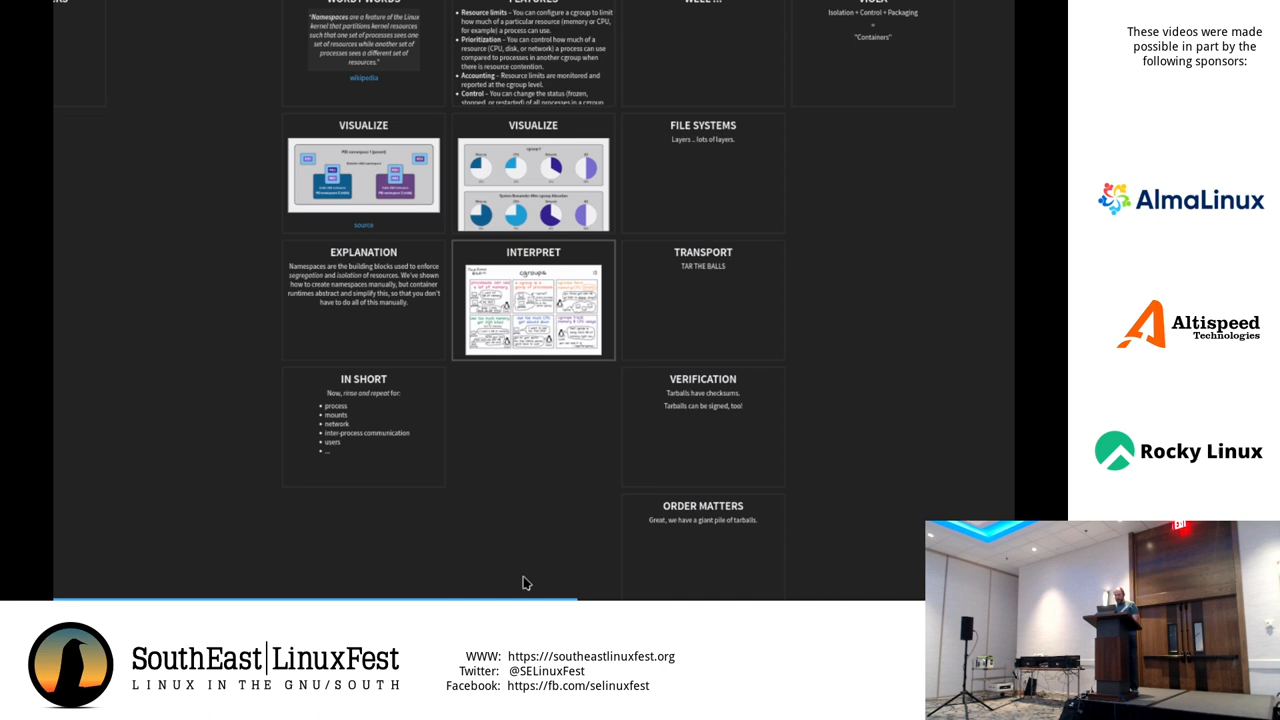 "Namespaces are a feature of the Linux
kernel that partitions kernel resources
such that one set of processes sees one
set of resources while another set of
processes sees a different set of
resources."
wikipedia
• Resource limits – You can configure a cgroup to limit
how much of a particular resource (memory or CPU,
for example) a process can use.
• Prioritization – You can control how much of a
resource (CPU, disk, or network) a process can use
compared to processes in another cgroup when
there is resource contention.
• Accounting – Resource limits are monitored and
reported at the cgroup level.
• Control – You can change the status (frozen,
stopped, or restarted) of all processes in a cgroup
Isolation + Control + Packaging
=
"Containers"
VISUALIZE
source
VISUALIZE
FILE SYSTEMS
Layers .. lots of layers.
EXPLANATION
Namespaces are the building blocks used to enforce
segregation and isolation of resources. We've shown
how to create namespaces manually, but container
runtimes abstract and simplify this, so that you don't
have to do all of this manually.
INTERPRET
cgroups
TRANSPORT
TAR THE BALLS
IN SHORT
Now, rinse and repeat for:
• process
• mounts
• network
• inter-process communication
• users
• ...
VERIFICATION
Tarballs have checksums.
Tarballs can be signed, too!
ORDER MATTERS
Great, we have a giant pile of tarballs.
These videos were made
possible in part by the
following sponsors:
AlmaLinux
Altispeed
Technologies
Rocky Linux
EXIT
SouthEast|LinuxFest
LINUX IN THE GNU/SOUTH
WWW: https:///southeastlinuxfest.org
Twitter: @SELinuxFest
Facebook: https://fb.com/selinuxfest